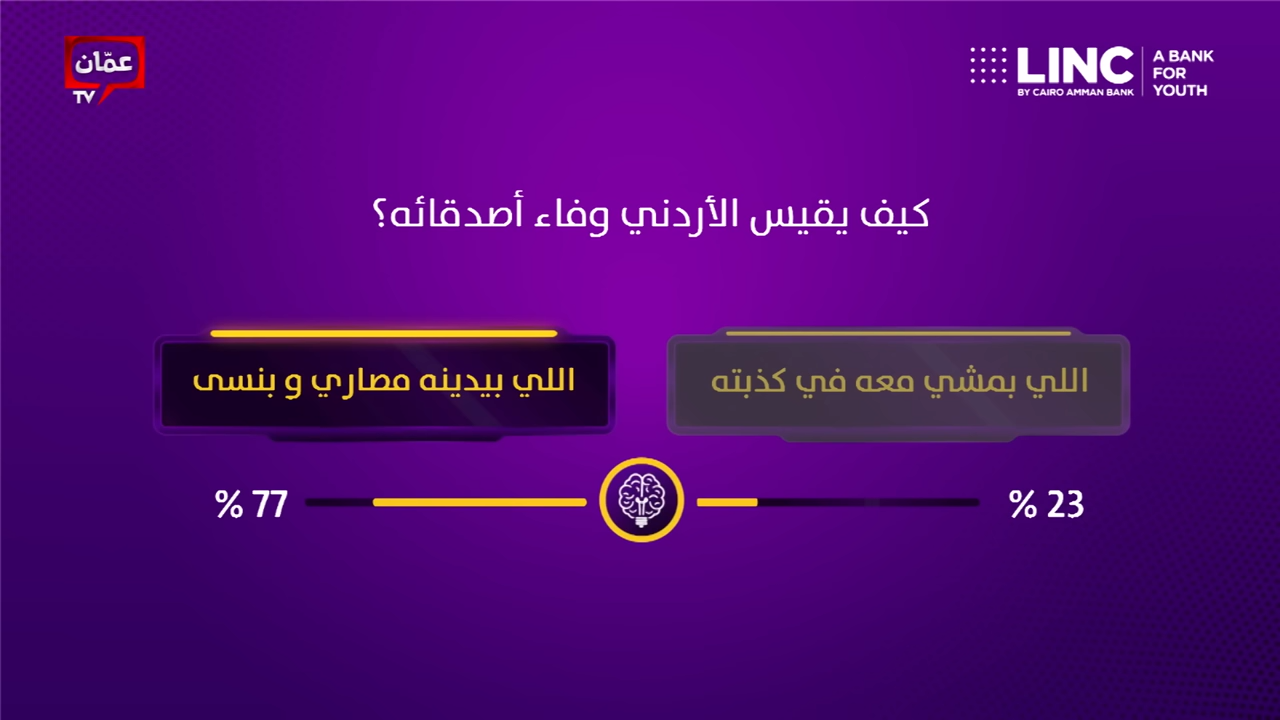 عمّان
TV
LINC
BY CAIRO AMMAN BANK
A BANK
FOR
YOUTH
كيف يقيس الأردني وفاء أصدقائه؟
اللي بمشي معه في كذبته
اللي بيدينه مصاري و بنسى
% 23
% 77